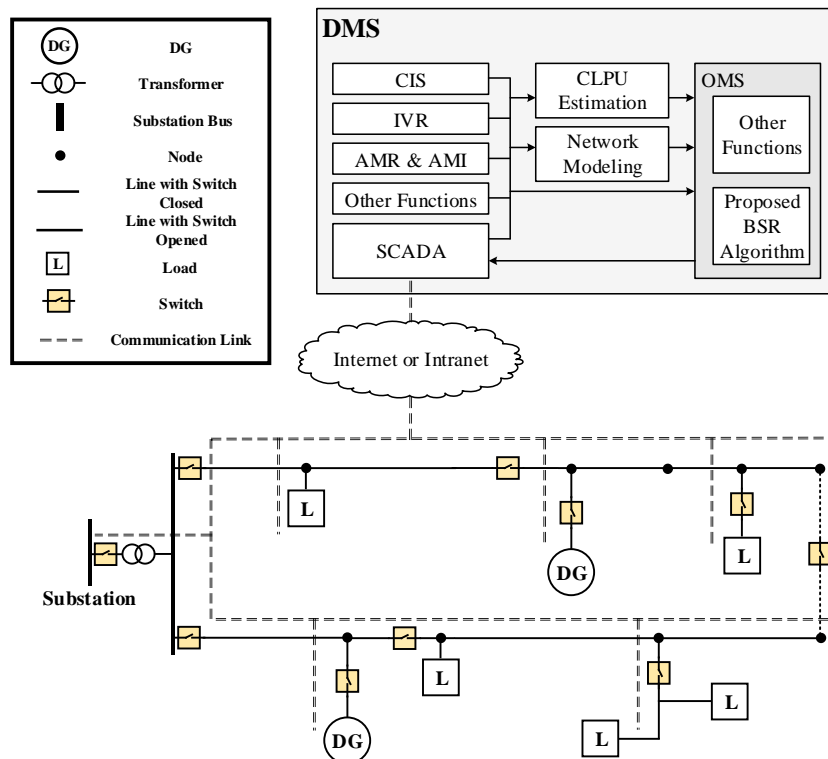 DG
DG
Transformer
Substation Bus
Node
Line with Switch
Closed
Line with Switch
Opened
L
Load
Switch
Communication Link
DMS
CIS
IVR
AMR & AMI
Other Functions
SCADA
CLPU
Estimation
Network
Modeling
OMS
Other
Functions
Proposed
BSR
Algorithm
Internet or Intranet
L
DG
L
Substation
L
L
DG
L